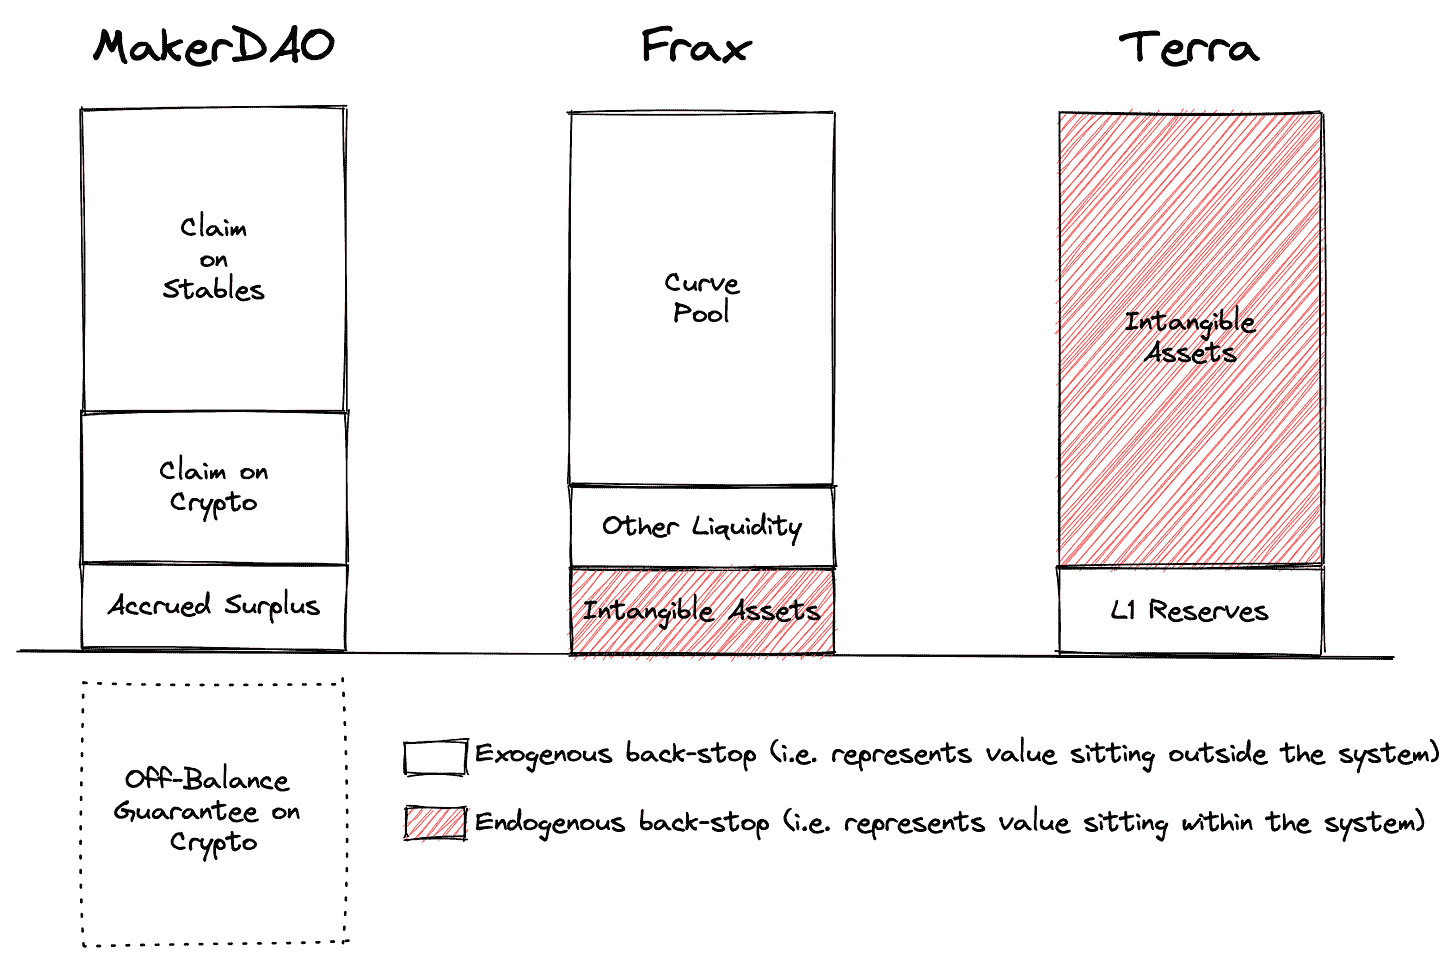 MakerDAO
Frax
Terra
Claim
on
Stables
Claim on
Crypto
Accrued Surplus
Curve
Pool
Other Liquidity
Intangible Assets
Intangible
Assets
L1 Reserves
Off-Balance
Guarantee on
Crypto
Exogenous back-stop (i.e. represents value sitting outside the system)
Endogenous back-stop (i.e. represents value sitting within the system)